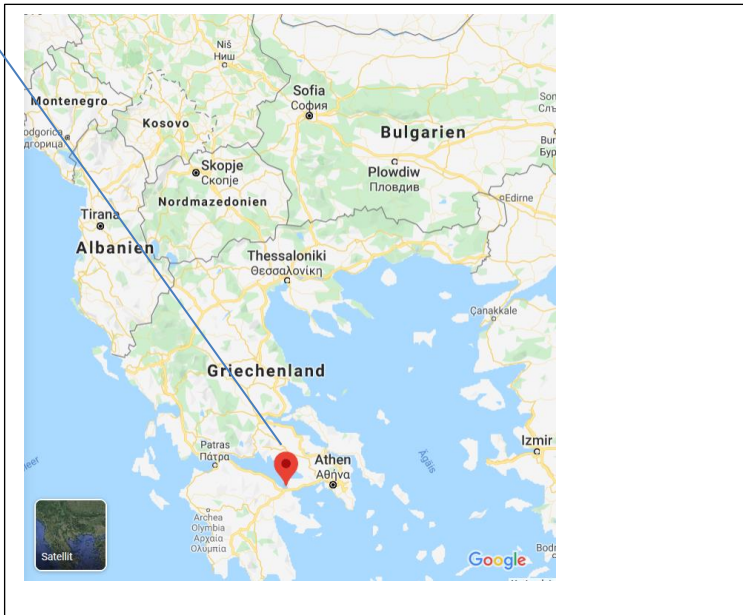 Niš
Ниш
Sofia
София
Montenegro
Kosovo
Bulgarien
Skopje
Скопје
Plowdiw
Пловдив
Nordmazedonien
Edirne
Tirana
Albanien
Thessaloniki
Θεσσαλονίκη
Çanakkale
Griechenland
Patras
Πάτρα
Athen
Αθήνα
Ägäis
Izmir
Archea
Olymbia
Αρχαία
Ολυμπία
Satellit
Google